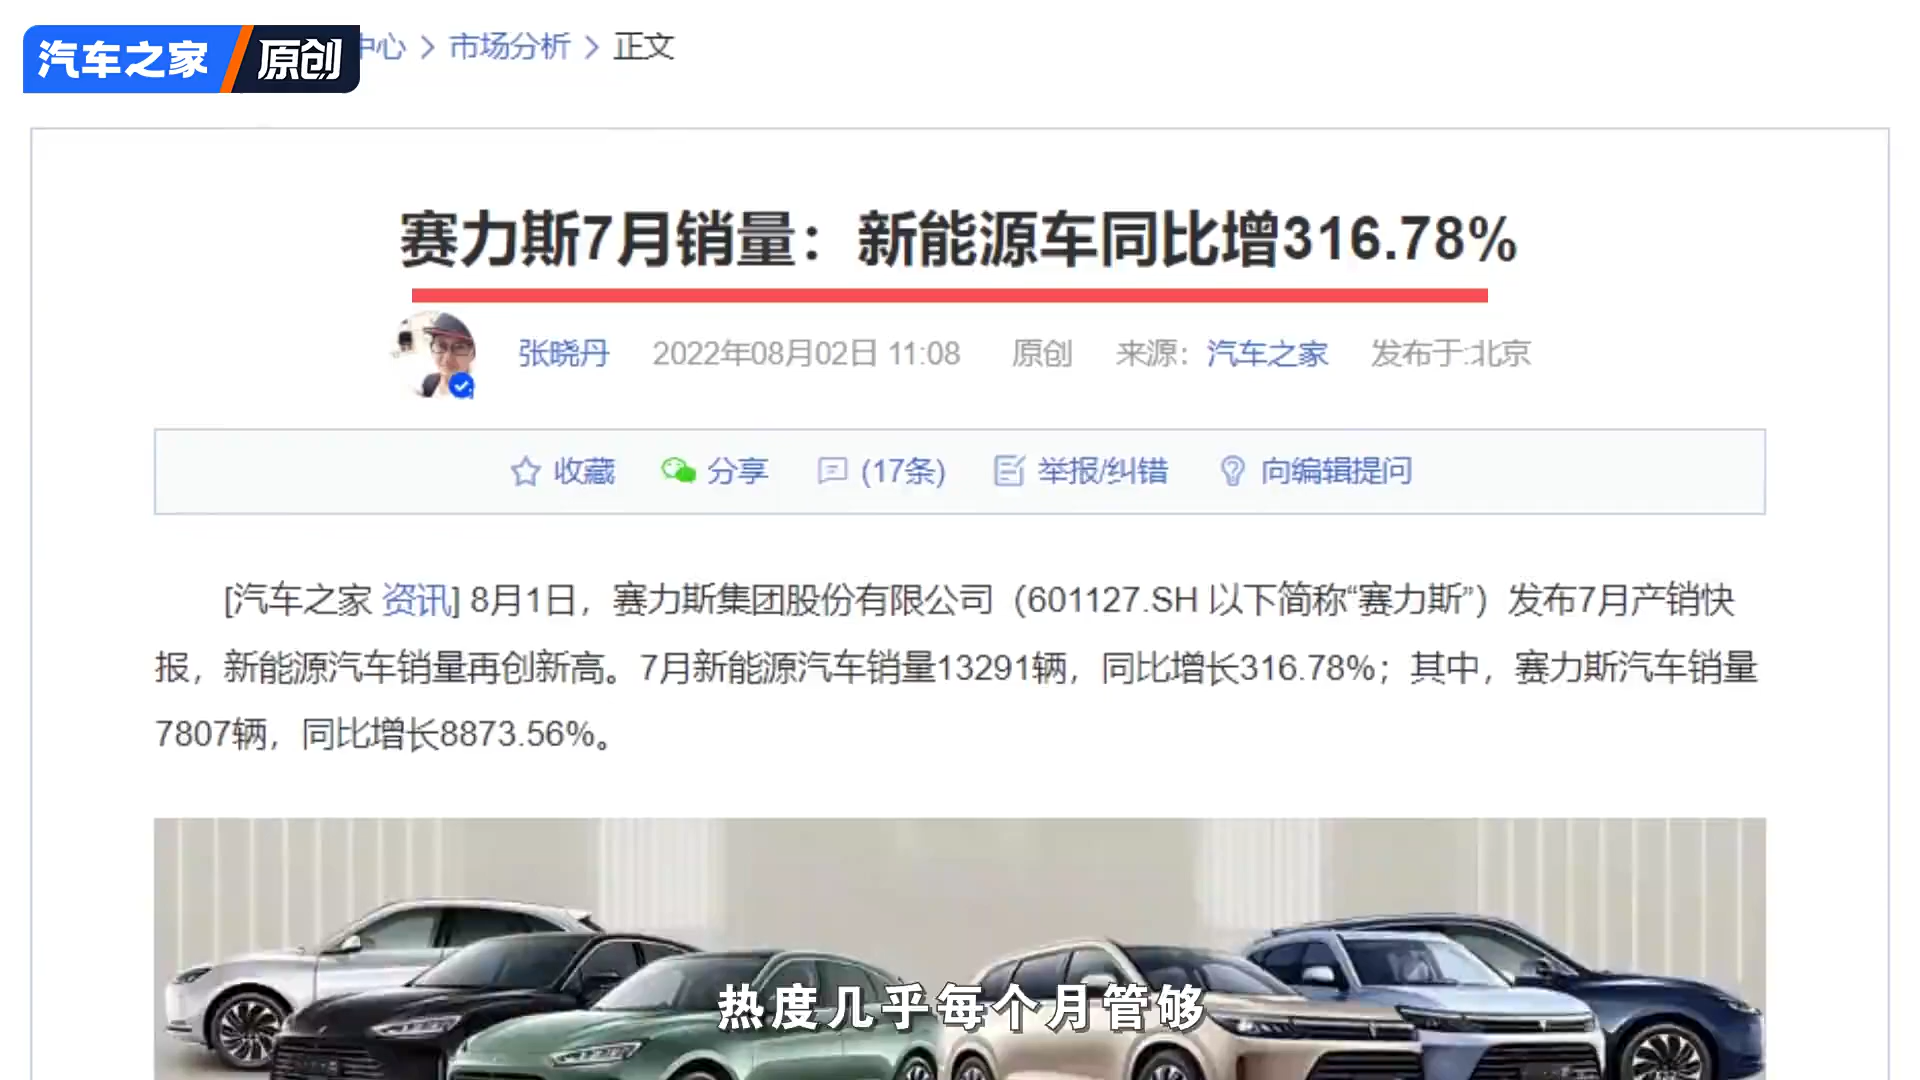 汽车之家 原创 中心 > 市场分析 > 正文
赛力斯7月销量：新能源车同比增316.78%
张晓丹 2022年08月02日 11:08 原创 来源：汽车之家 发布于:北京
收藏 分享 (17条) 举报/纠错 向编辑提问
[汽车之家 资讯] 8月1日，赛力斯集团股份有限公司（601127.SH 以下简称“赛力斯”）发布7月产销快
报，新能源汽车销量再创新高。7月新能源汽车销量13291辆，同比增长316.78%；其中，赛力斯汽车销量
7807辆，同比增长8873.56%。
热度几乎每个月管够